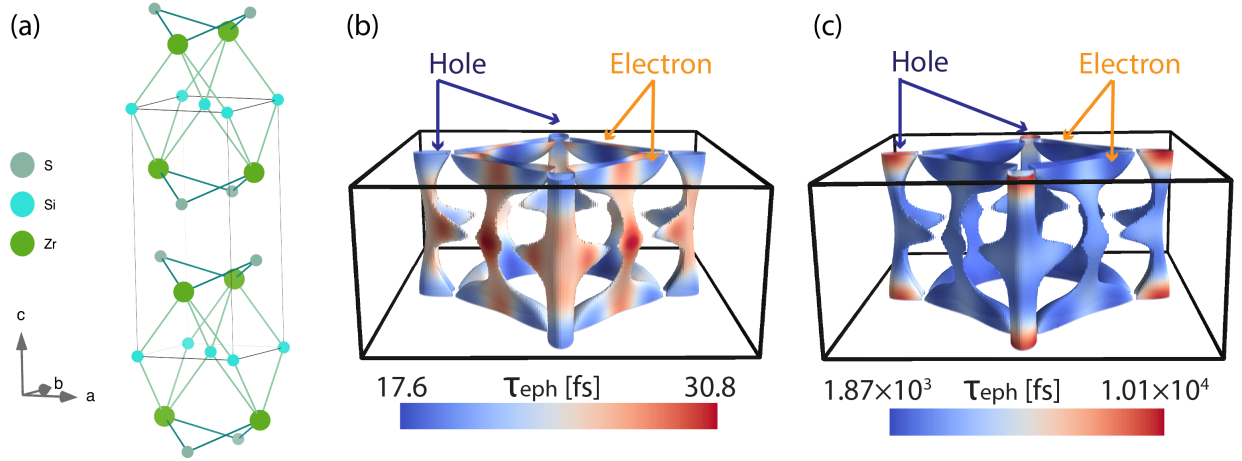 (a)
S
Si
Zr
c
b
a
(b)
Hole
Electron
17.6
τeph [fs]
30.8
(c)
Hole
Electron
1.87×10³
τeph [fs]
1.01×10⁴